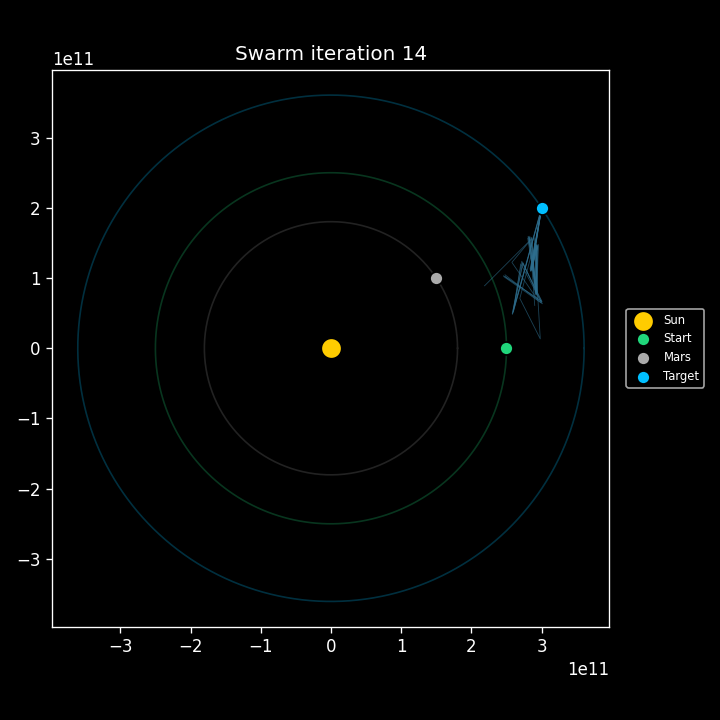 Swarm iteration 14
1e11
3
2
1
0
−1
−2
−3
−3 −2 −1 0 1 2 3
1e11
Sun
Start
Mars
Target